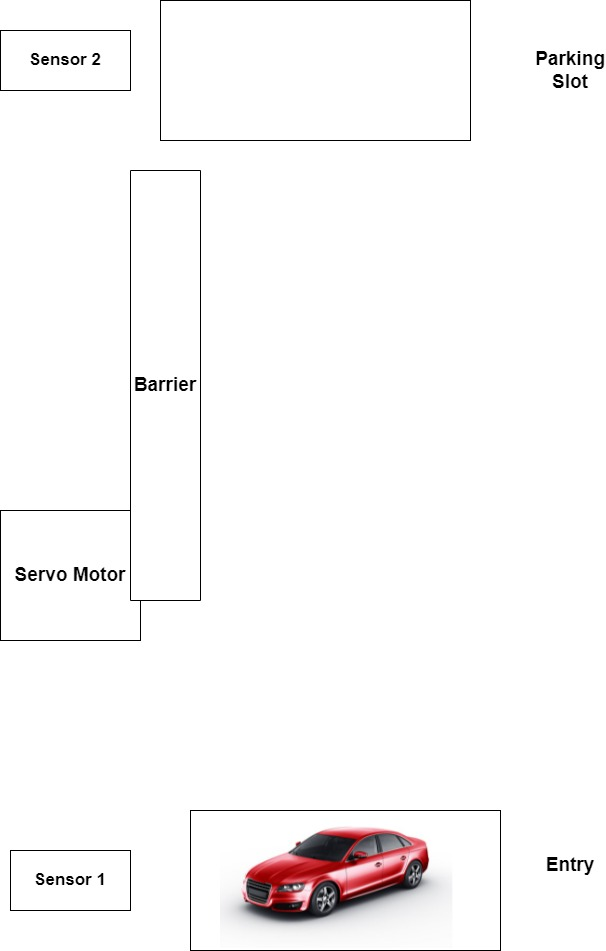 Sensor 2
Parking
Slot
Barrier
Servo Motor
Sensor 1
Entry